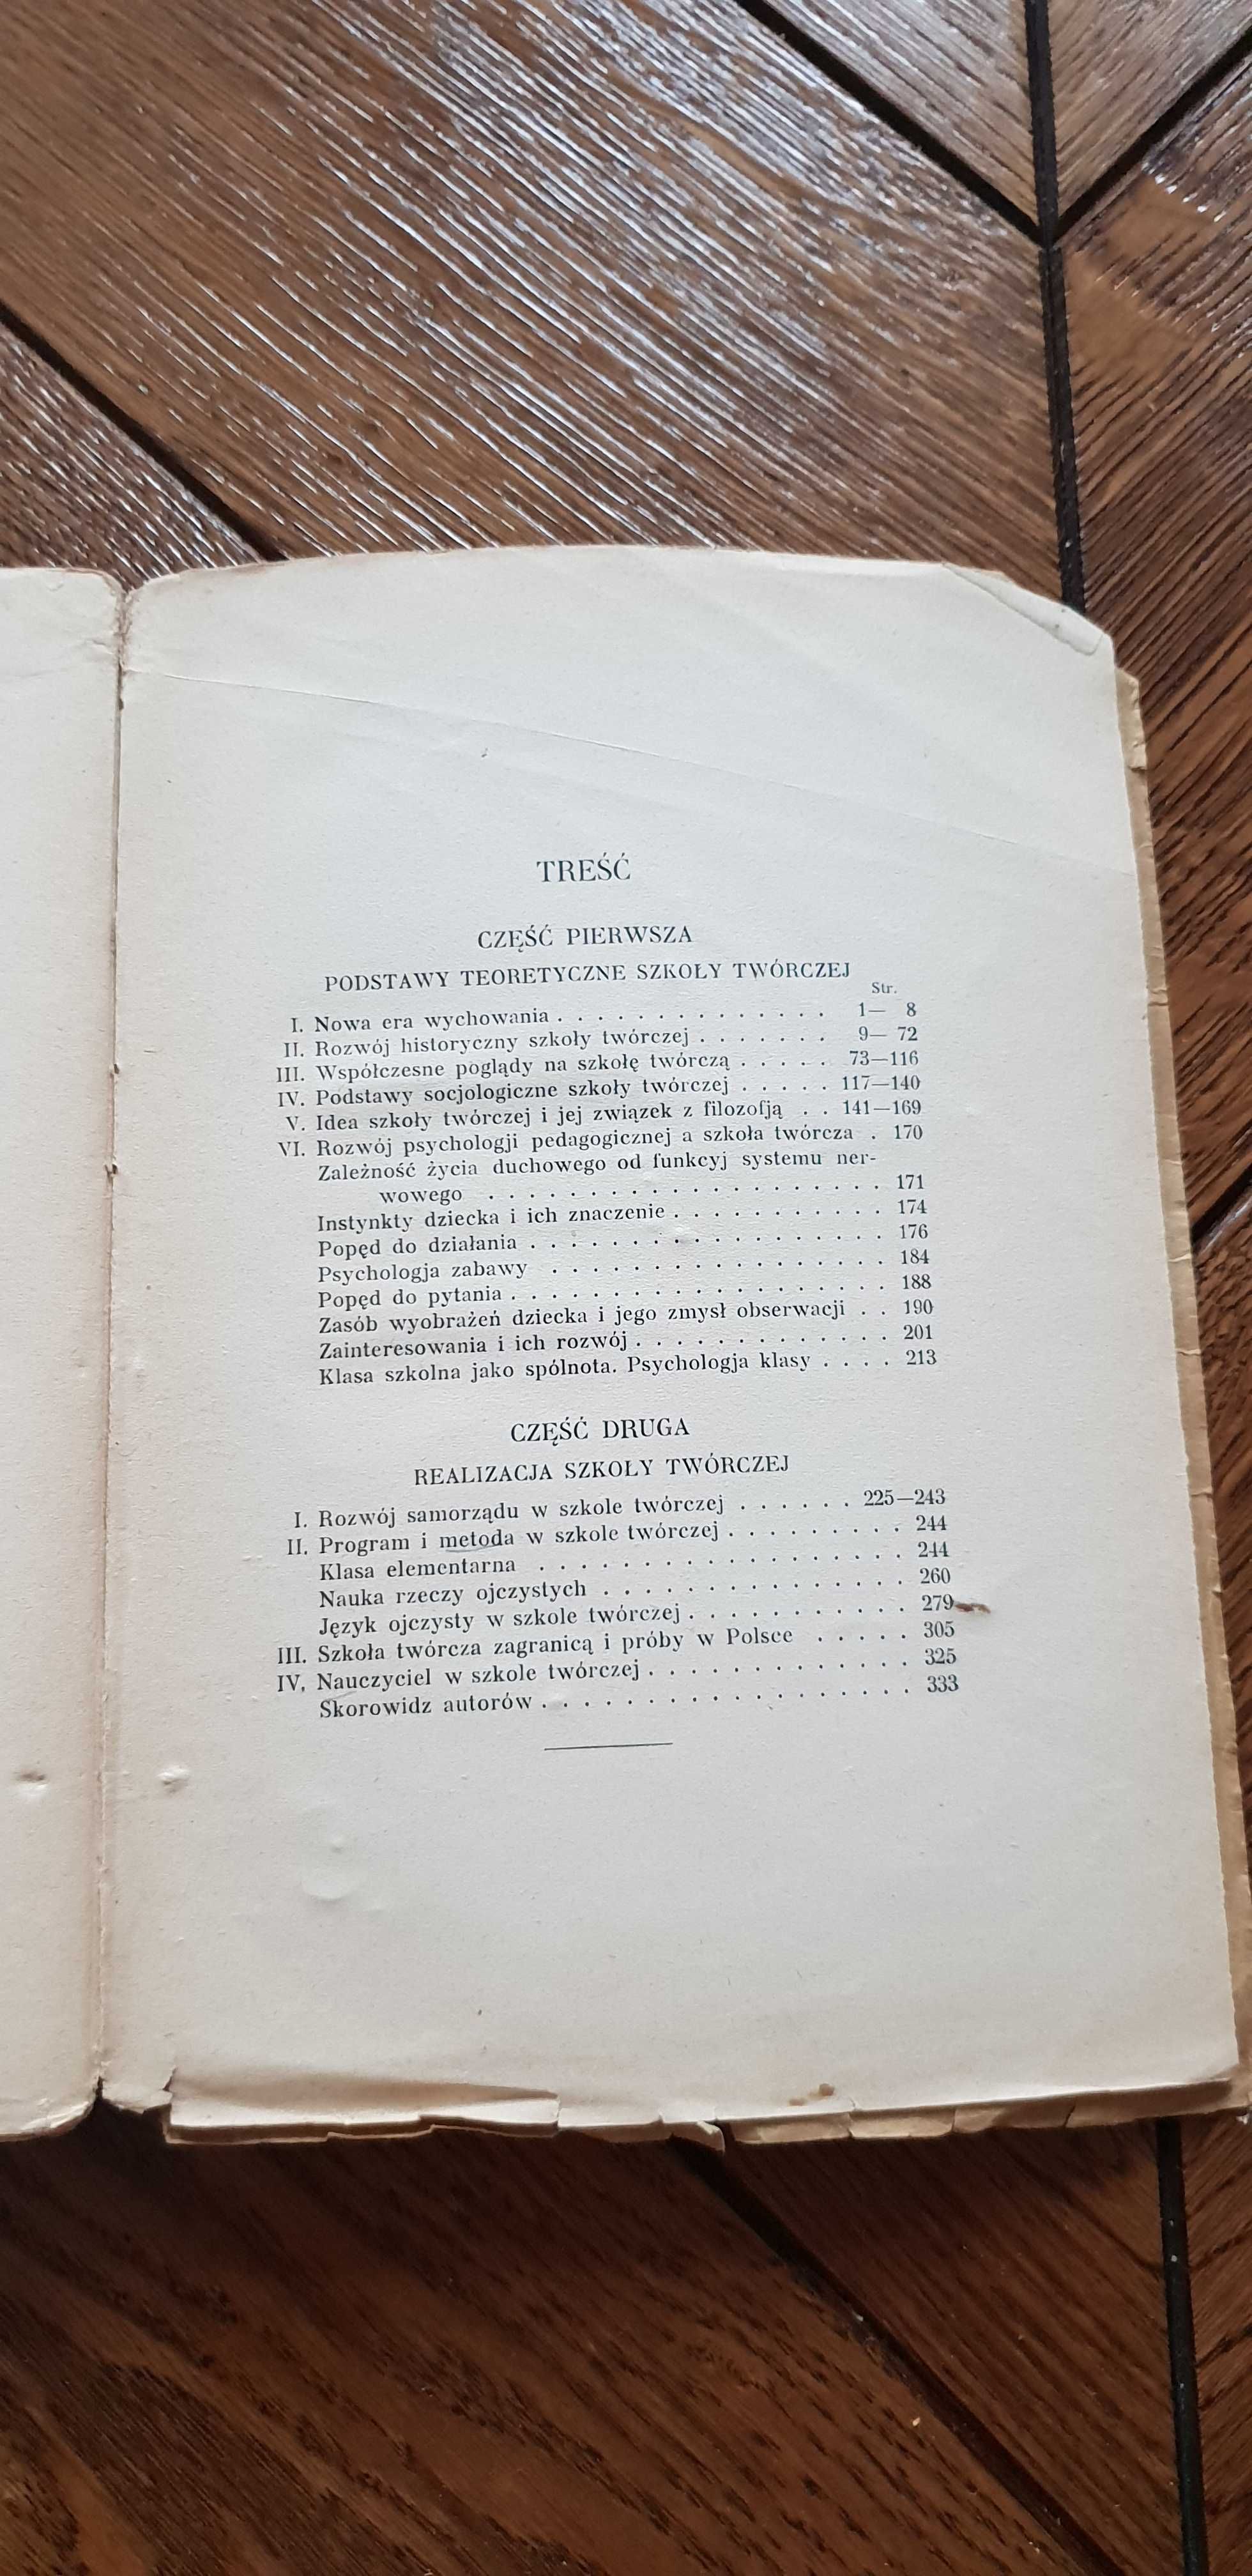 TREŚĆ
CZĘŚĆ PIERWSZA
PODSTAWY TEORETYCZNE SZKOŁY TWÓRCZEJ
Str.
I. Nowa era wychowania . . . . . . . . . . . . . 1— 8
II. Rozwój historyczny szkoły twórczej . . . . . . . 9— 72
III. Współczesne poglądy na szkołę twórczą . . . . . 73—116
IV. Podstawy socjologiczne szkoły twórczej . . . . . 117—140
V. Idea szkoły twórczej i jej związek z filozofją . . 141—169
VI. Rozwój psychologji pedagogicznej a szkoła twórcza . 170
Zależność życia duchowego od funkcyj systemu ner-
wowego . . . . . . . . . . . . . . . . . . . 171
Instynkty dziecka i ich znaczenie . . . . . . . . . . . 174
Popęd do działania . . . . . . . . . . . . . . . . . 176
Psychologja zabawy . . . . . . . . . . . . . . . . 184
Popęd do pytania . . . . . . . . . . . . . . . . . . 188
Zasób wyobrażeń dziecka i jego zmysł obserwacji . . 190
Zainteresowania i ich rozwój . . . . . . . . . . . . . 201
Klasa szkolna jako spólnota. Psychologja klasy . . . . 213
CZĘŚĆ DRUGA
REALIZACJA SZKOŁY TWÓRCZEJ
I. Rozwój samorządu w szkole twórczej . . . . . . 225—243
II. Program i metoda w szkole twórczej . . . . . . . . . 244
Klasa elementarna . . . . . . . . . . . . . . . . . . 244
Nauka rzeczy ojczystych . . . . . . . . . . . . . . . 260
Język ojczysty w szkole twórczej . . . . . . . . . . . 279
III. Szkoła twórcza zagranicą i próby w Polsce . . . . . 305
IV. Nauczyciel w szkole twórczej . . . . . . . . . . . . . 325
Skorowidz autorów . . . . . . . . . . . . . . . . . . 333